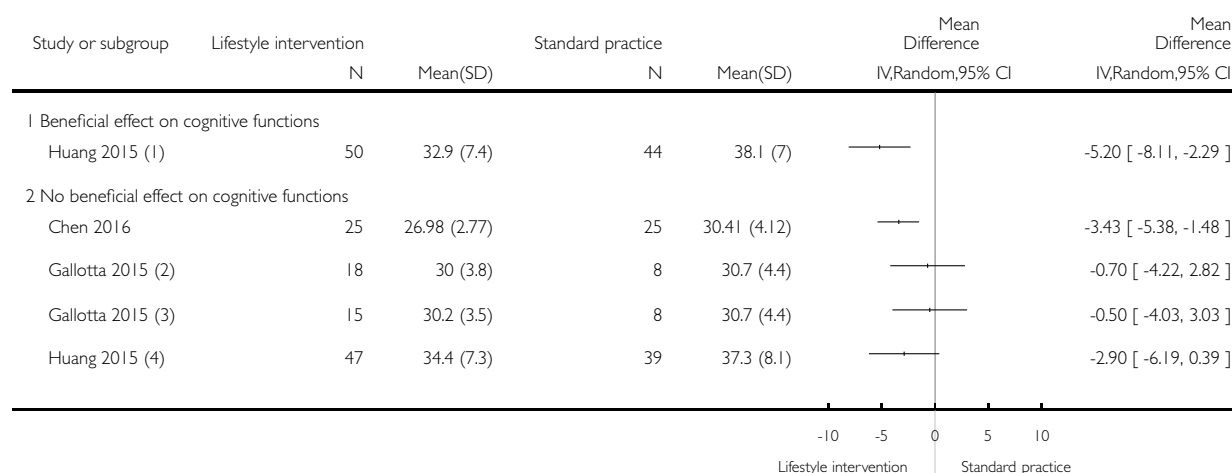 Mean Mean
Study or subgroup Lifestyle intervention Standard practice Difference Difference
N Mean(SD) N Mean(SD) IV,Random,95% CI IV,Random,95% CI
1 Beneficial effect on cognitive functions
Huang 2015 (1) 50 32.9 (7.4) 44 38.1 (7) -5.20 [ -8.11, -2.29 ]
2 No beneficial effect on cognitive functions
Chen 2016 25 26.98 (2.77) 25 30.41 (4.12) -3.43 [ -5.38, -1.48 ]
Gallotta 2015 (2) 18 30 (3.8) 8 30.7 (4.4) -0.70 [ -4.22, 2.82 ]
Gallotta 2015 (3) 15 30.2 (3.5) 8 30.7 (4.4) -0.50 [ -4.03, 3.03 ]
Huang 2015 (4) 47 34.4 (7.3) 39 37.3 (8.1) -2.90 [ -6.19, 0.39 ]
-10 -5 0 5 10
Lifestyle intervention Standard practice